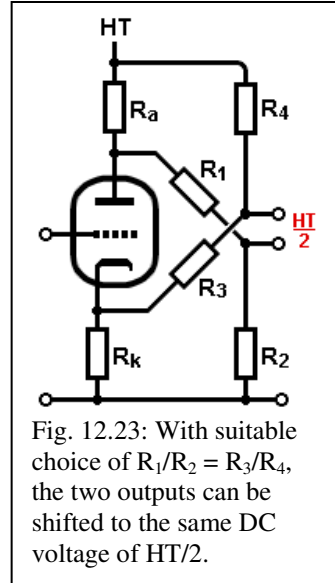 HT
Ra
R4
R1
HT
2
R3
Rk
R2
Fig. 12.23: With suitable
choice of R1/R2 = R3/R4,
the two outputs can be
shifted to the same DC
voltage of HT/2.